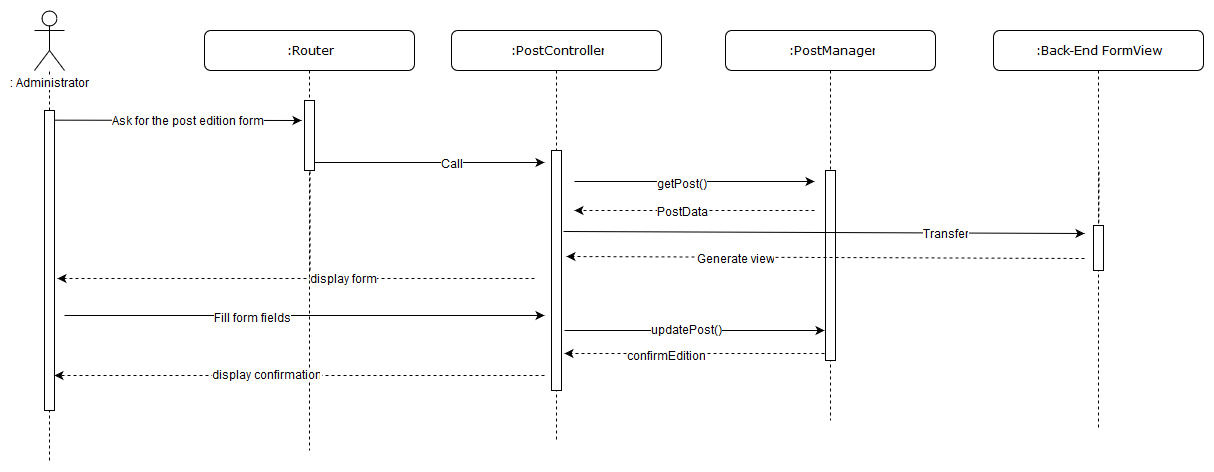 :Router
:PostController
:PostManager
:Back-End FormView
: Administrator
Ask for the post edition form
Call
getPost()
PostData
Transfer
Generate view
display form
Fill form fields
updatePost()
confirmEdition
display confirmation